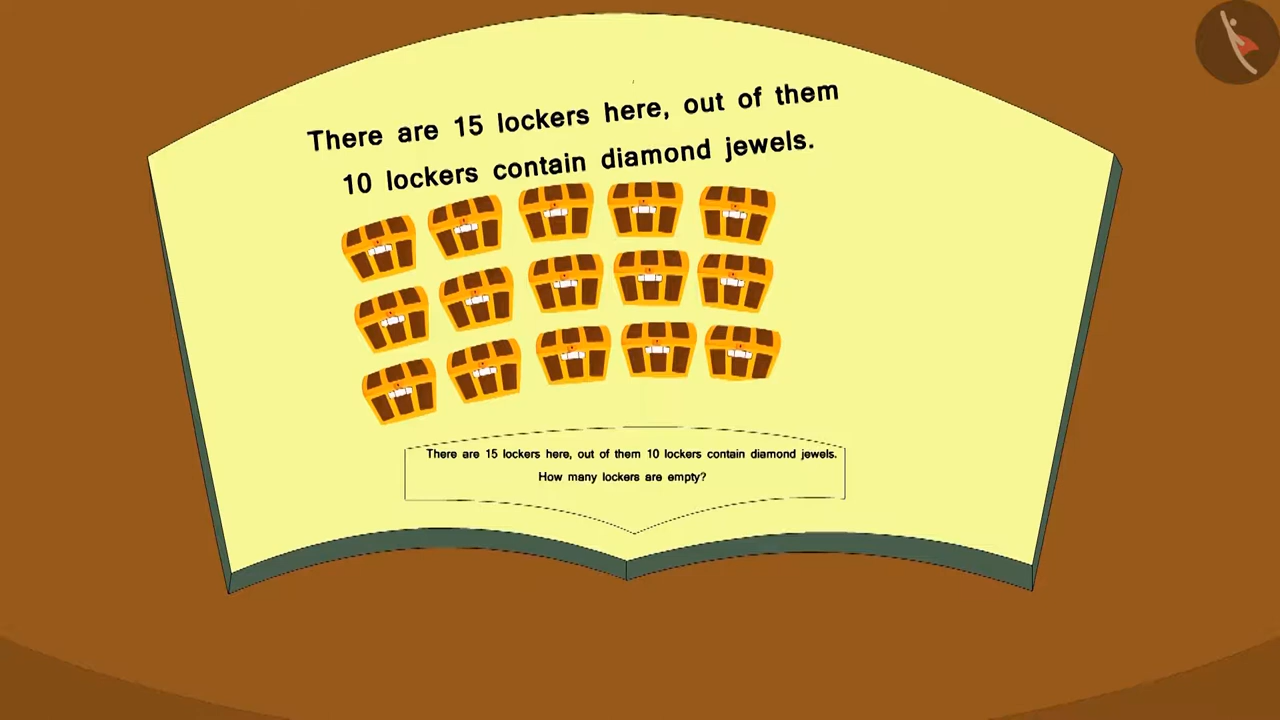 There are 15 lockers here, out of them
10 lockers contain diamond jewels.
There are 15 lockers here, out of them 10 lockers contain diamond jewels.
How many lockers are empty?